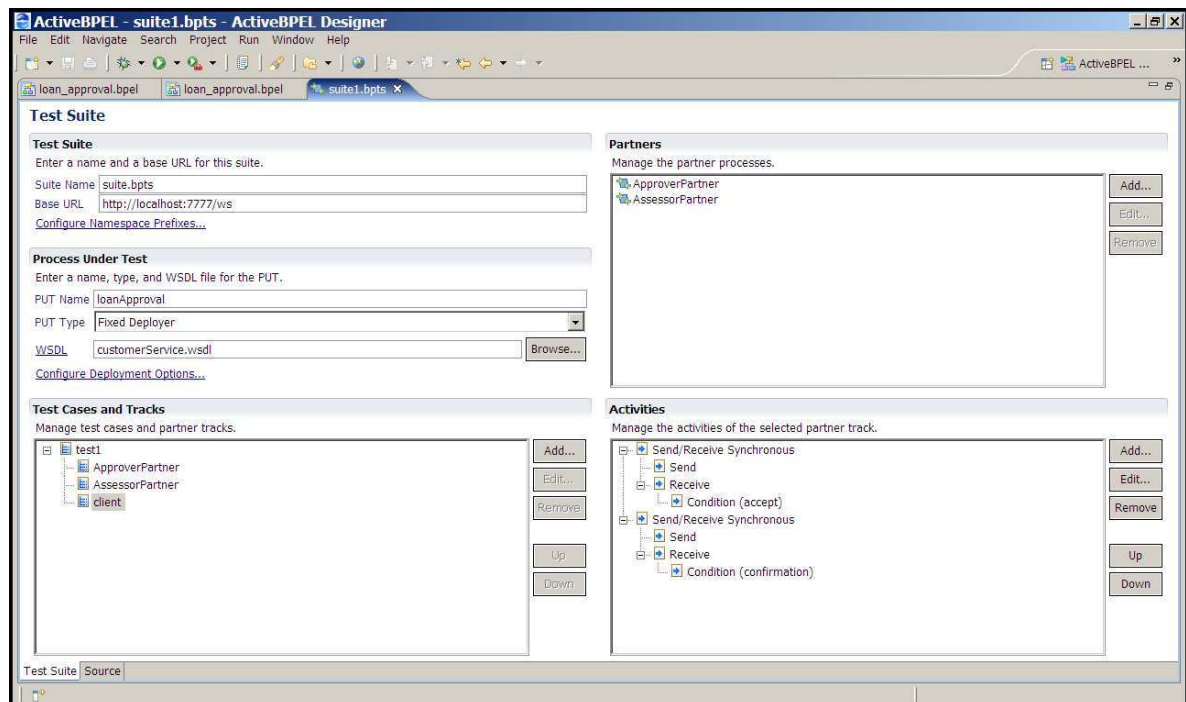 ActiveBPEL - suite1.bpts - ActiveBPEL Designer
File Edit Navigate Search Project Run Window Help
ActiveBPEL ... »
loan_approval.bpel loan_approval.bpel suite1.bpts X
Test Suite
Test Suite
Enter a name and a base URL for this suite.
Suite Name suite.bpts
Base URL http://localhost:7777/ws
Configure Namespace Prefixes...
Process Under Test
Enter a name, type, and WSDL file for the PUT.
PUT Name loanApproval
PUT Type Fixed Deployer
WSDL customerService.wsdl Browse...
Configure Deployment Options...
Partners
Manage the partner processes.
ApproverPartner
AssessorPartner
Add...
Edit...
Remove
Test Cases and Tracks
Manage test cases and partner tracks.
test1
ApproverPartner
AssessorPartner
client
Add...
Edit...
Remove
Up
Down
Activities
Manage the activities of the selected partner track.
Send/Receive Synchronous
Send
Receive
Condition (accept)
Send/Receive Synchronous
Send
Receive
Condition (confirmation)
Add...
Edit...
Remove
Up
Down
Test Suite Source